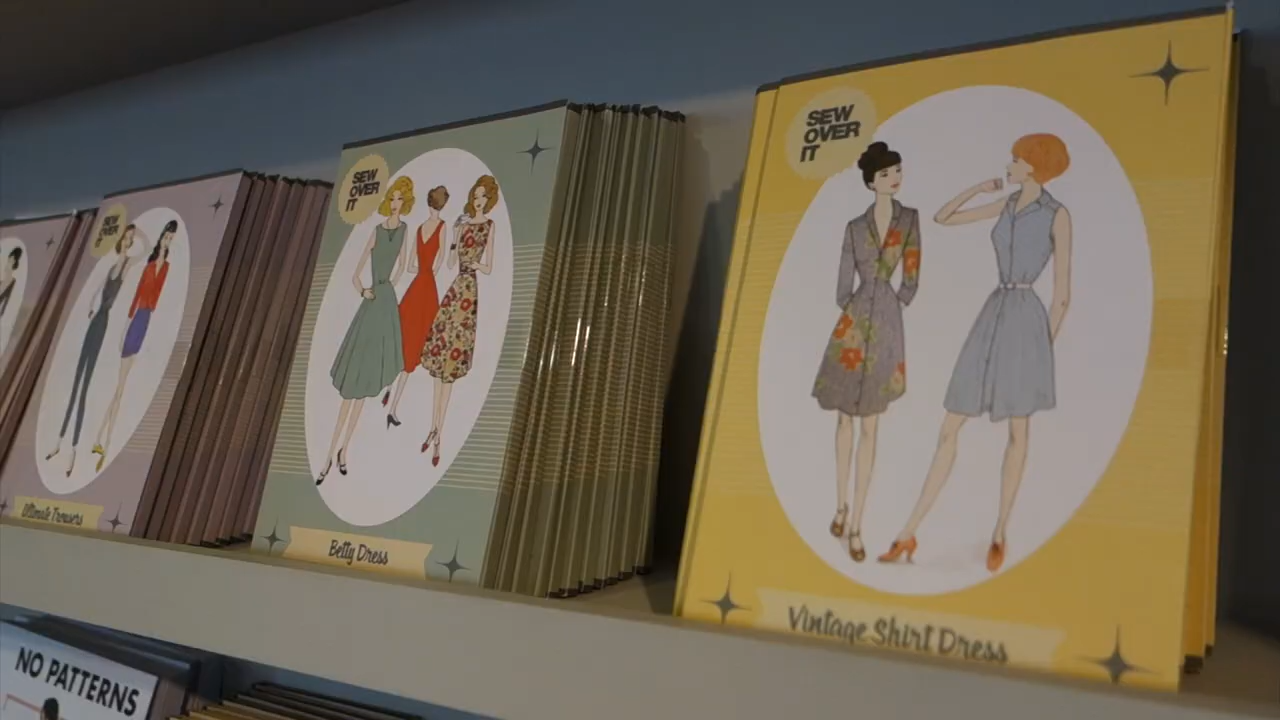 SEW
OVER
IT
Ultimate Trousers
SEW
OVER
IT
Betty Dress
SEW
OVER
IT
Vintage Shirt Dress
NO PATTERNS